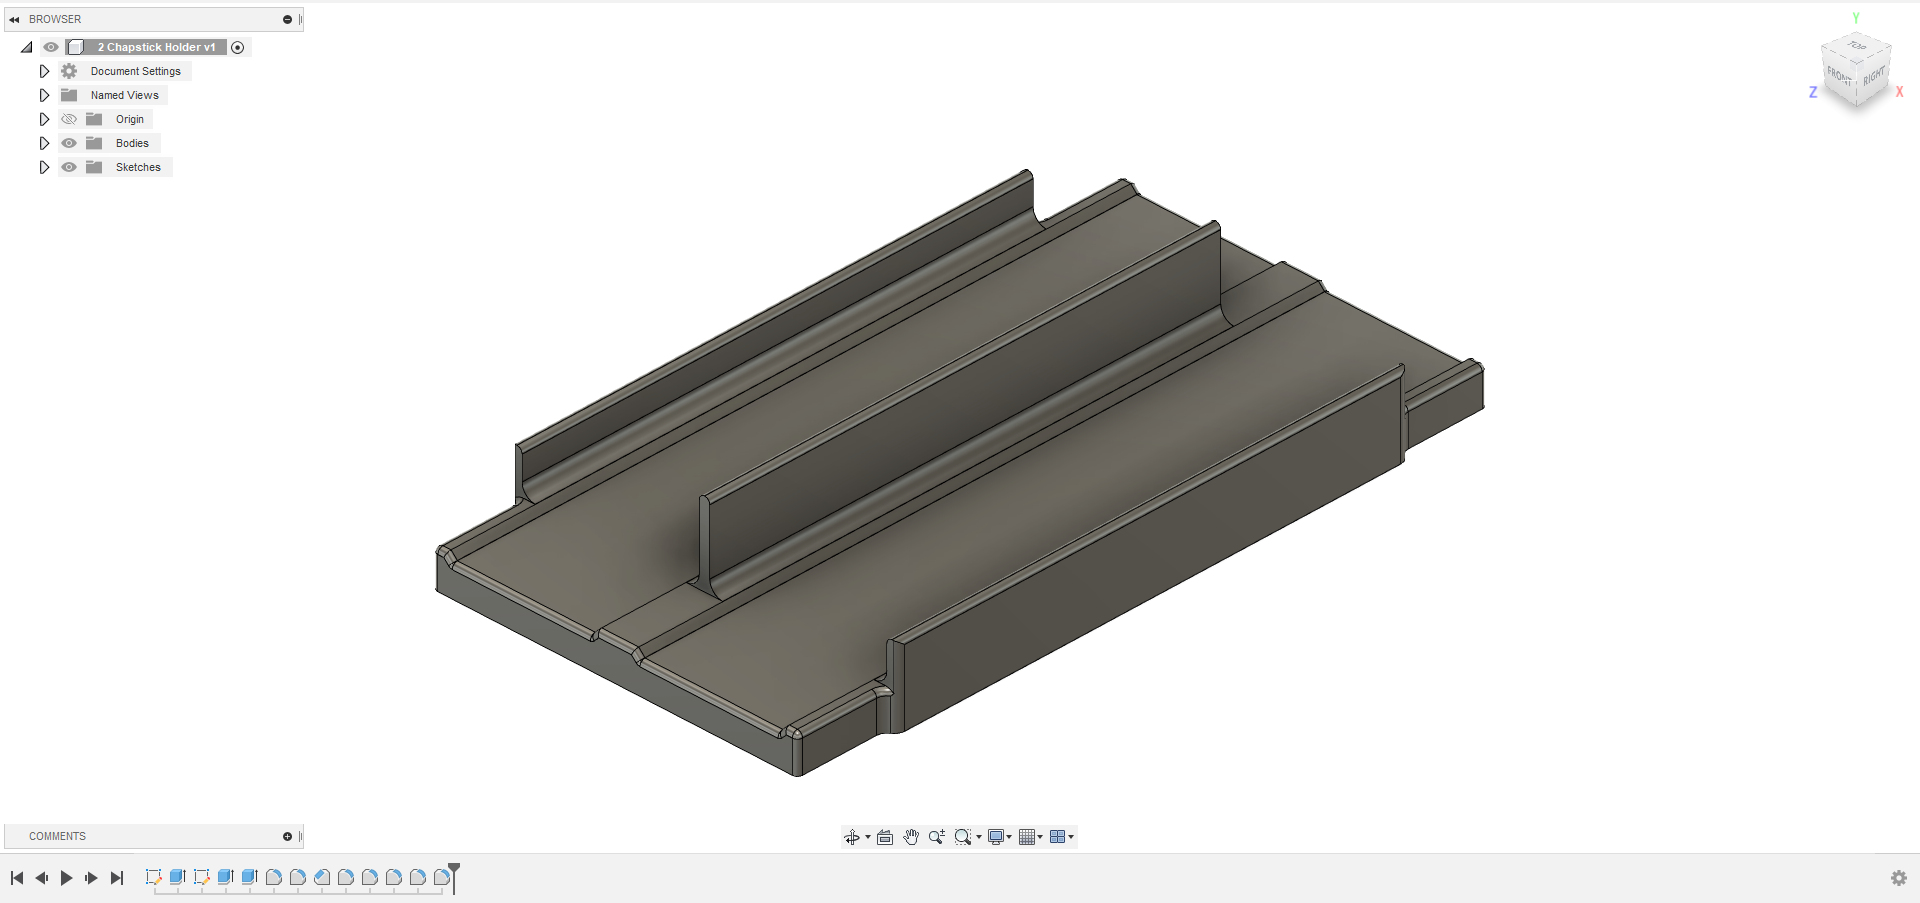 BROWSER
2 Chapstick Holder v1
Document Settings
Named Views
Origin
Bodies
Sketches
Y
TOP
FRONT
RIGHT
Z
X
COMMENTS